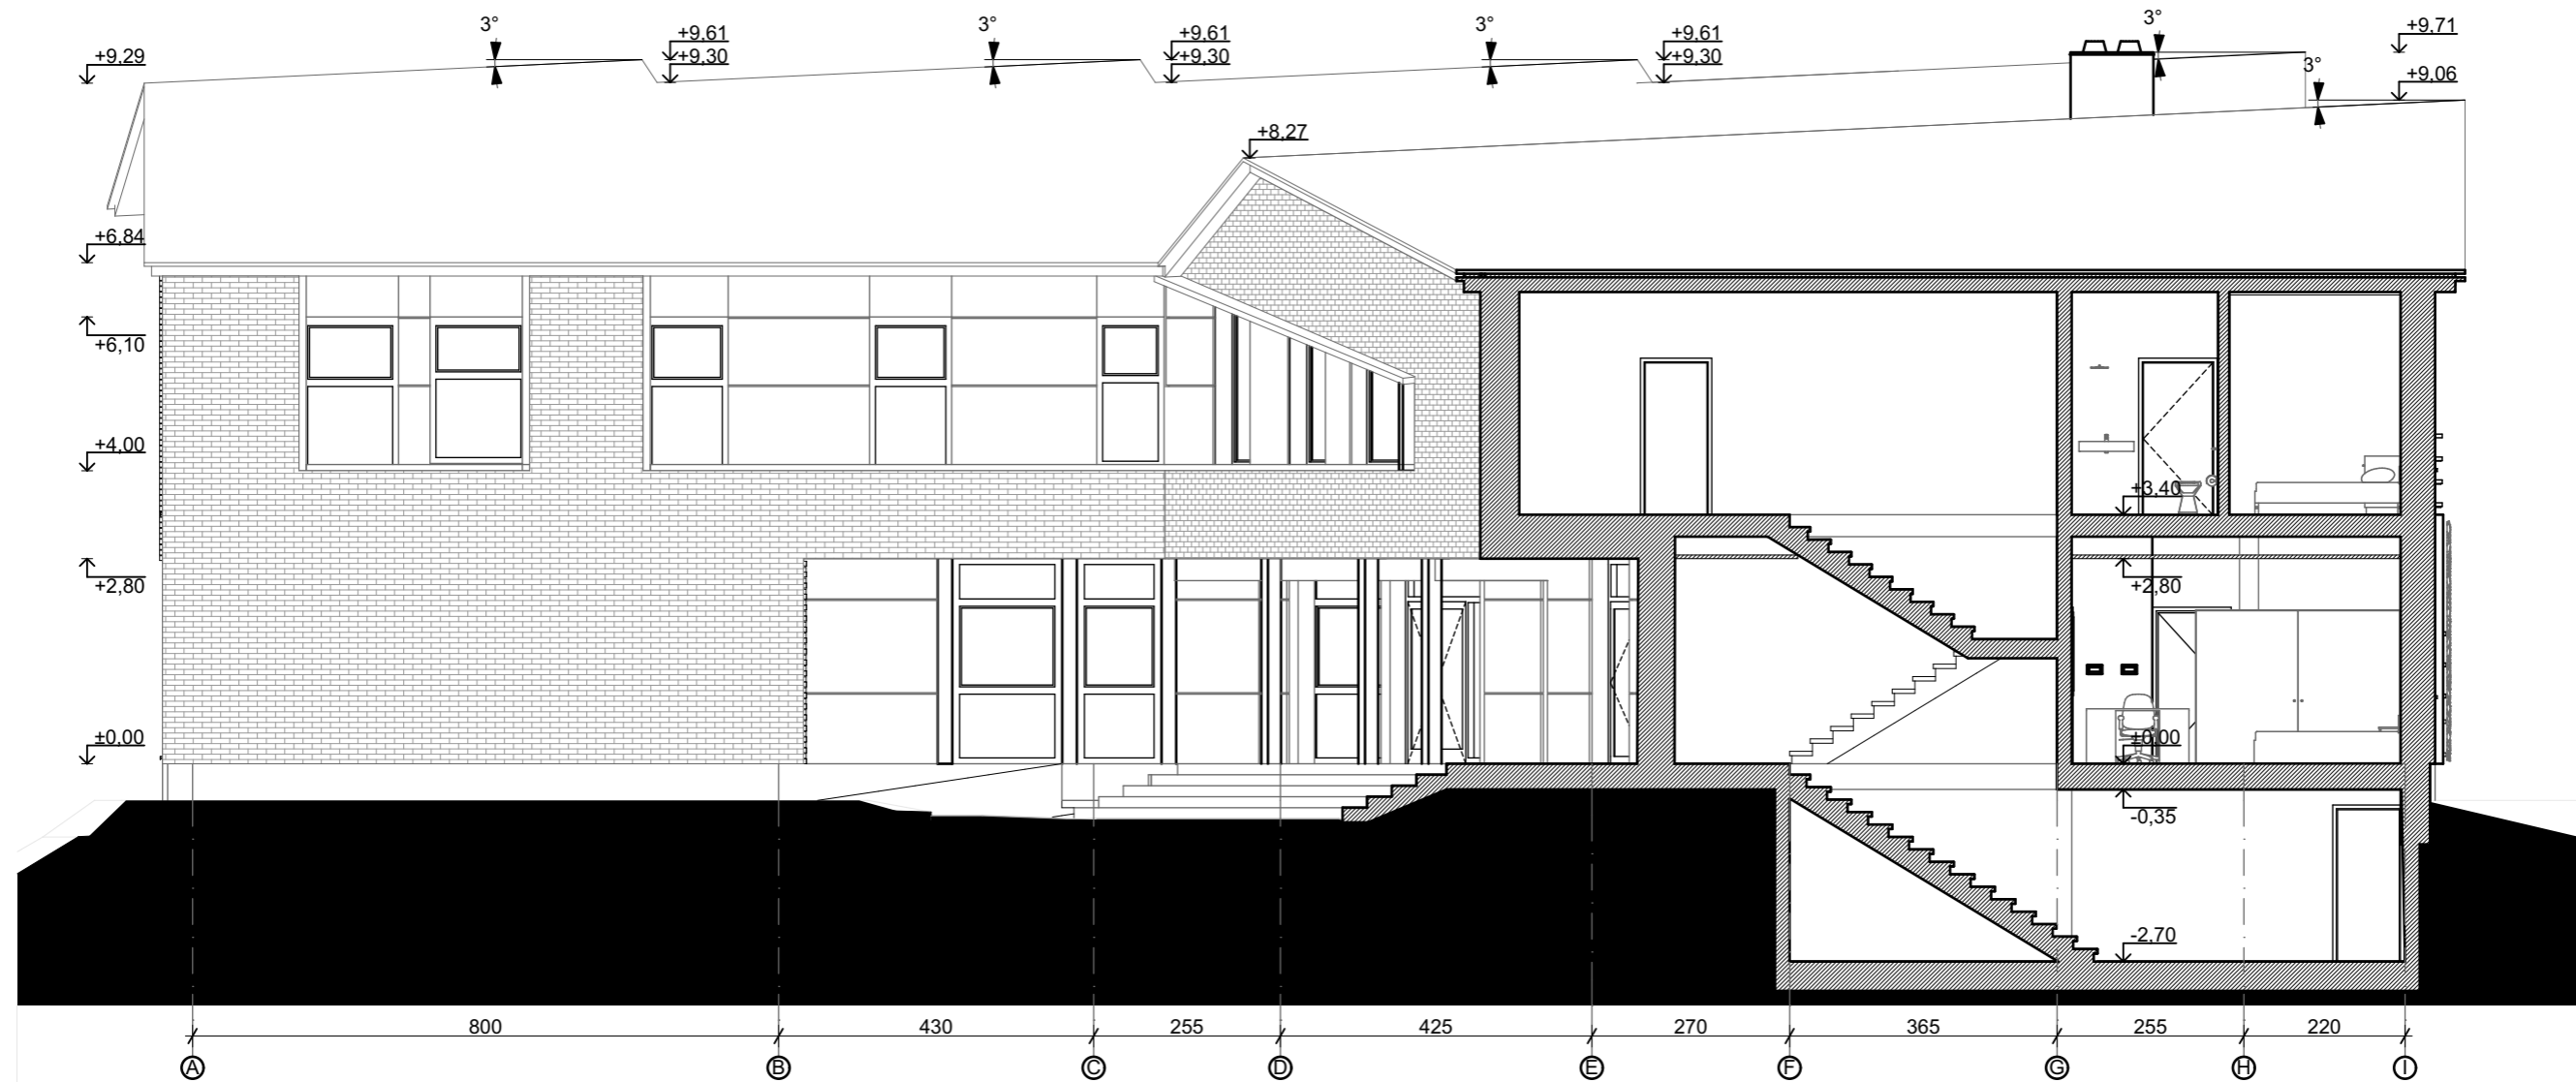 3° 3° 3° 3°
+9,29 +9,61 +9,61 +9,61 +9,71
+9,30 +9,30 +9,30
3°
+9,06
+8,27
+6,84
+6,10
+4,00
+3,40
+2,80 +2,80
±0,00 ±0,00
-0,35
-2,70
800 430 255 425 270 365 255 220
A B C D E F G H I